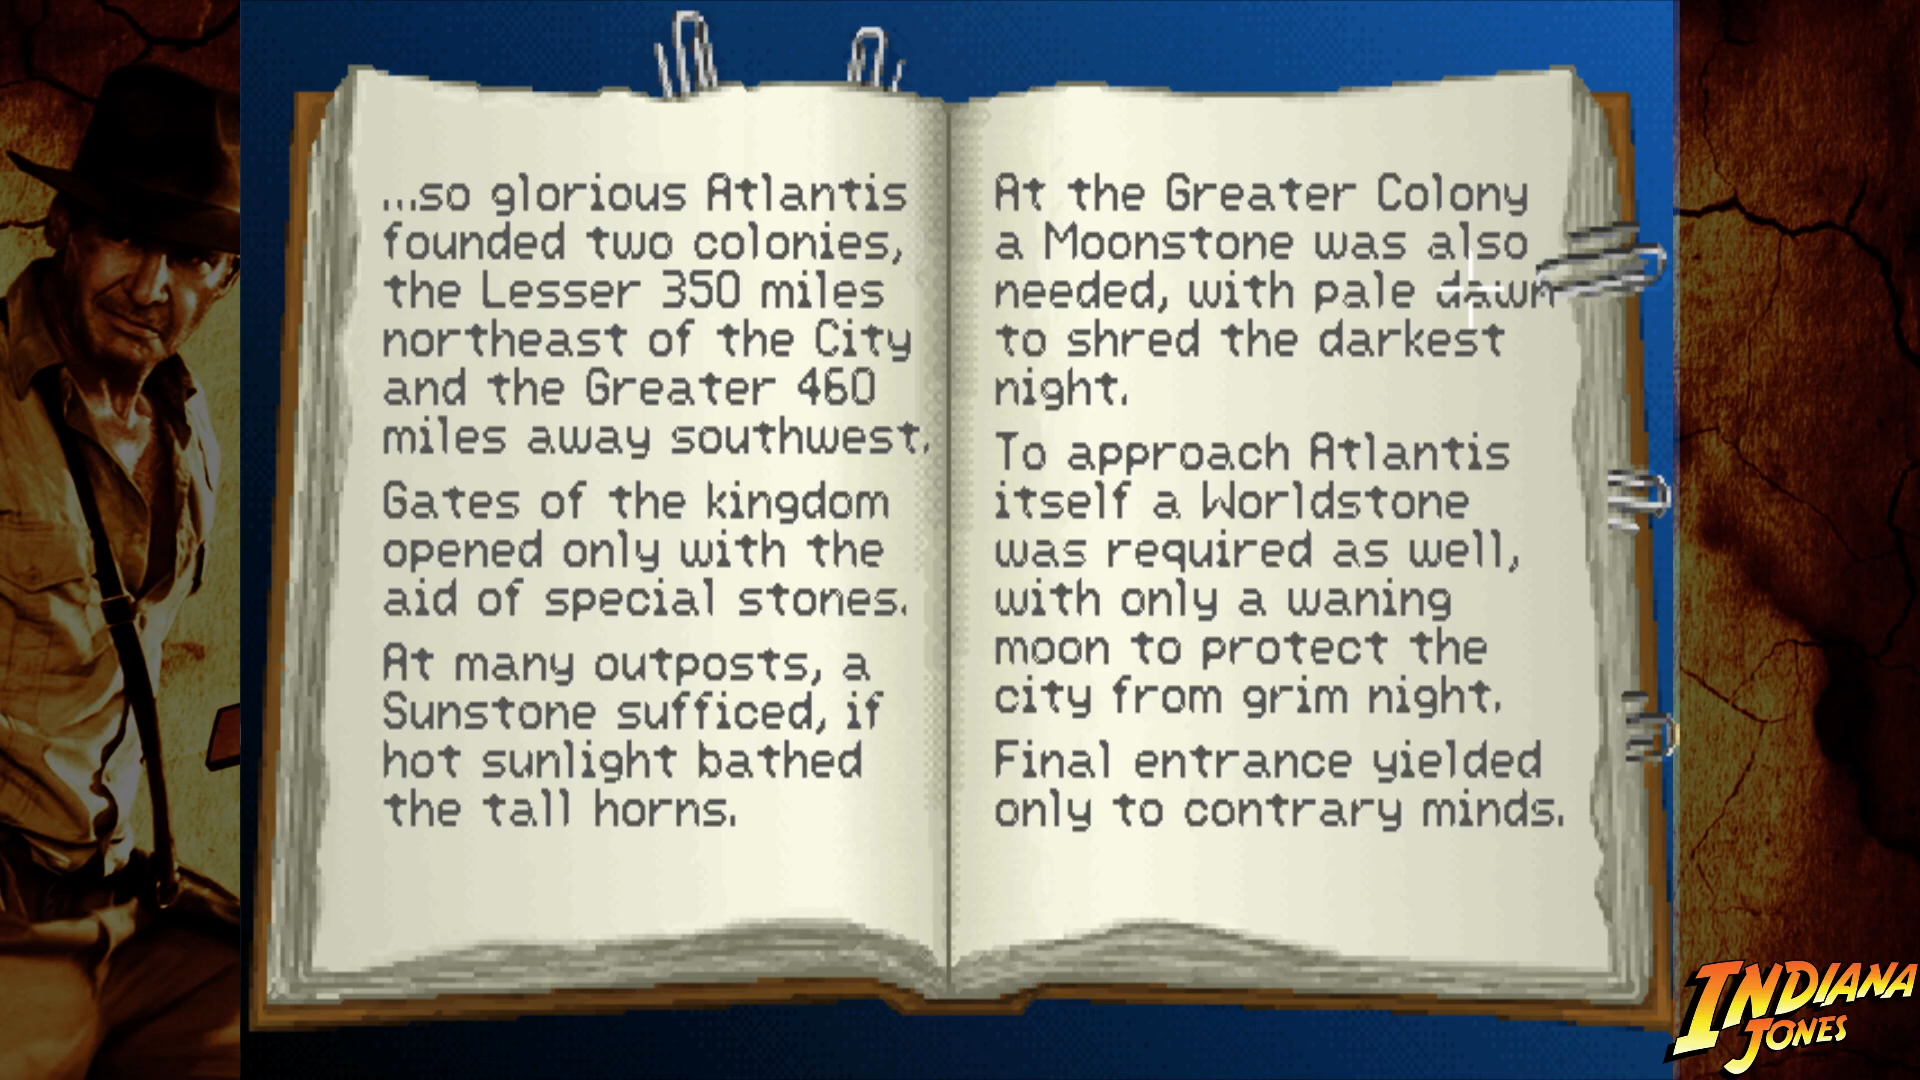 ...so glorious Atlantis
founded two colonies,
the Lesser 350 miles
northeast of the City
and the Greater 460
miles away southwest.
Gates of the kingdom
opened only with the
aid of special stones.
At many outposts, a
Sunstone sufficed, if
hot sunlight bathed
the tall horns.
At the Greater Colony
a Moonstone was also
needed, with pale dawn
to shred the darkest
night.
To approach Atlantis
itself a Worldstone
was required as well,
with only a waning
moon to protect the
city from grim night.
Final entrance yielded
only to contrary minds.
INDIANA
JONES